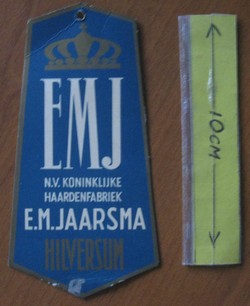 EMJ
N.V. KONINKLIJKE
HAARDENFABRIEK
E.M.JAARSMA
HILVERSUM
10CM